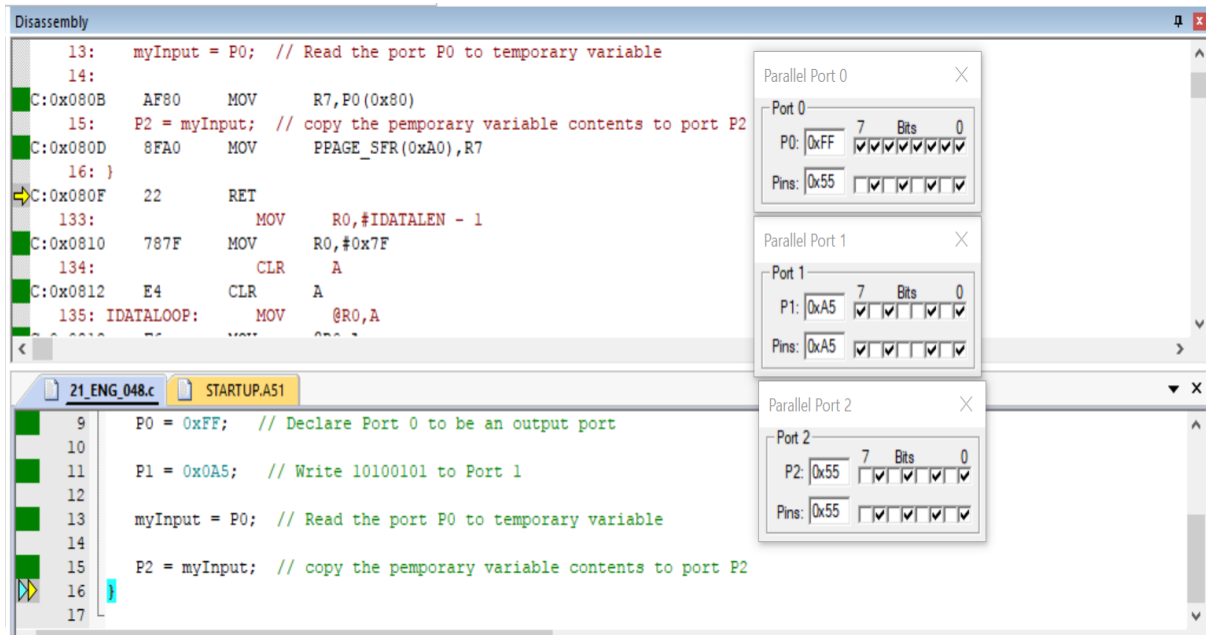 Disassembly
13: myInput = P0; // Read the port P0 to temporary variable
14:
C:0x080B AF80 MOV R7,P0(0x80)
15: P2 = myInput; // copy the pemporary variable contents to port P2
C:0x080D 8FA0 MOV PPAGE_SFR(0xA0),R7
16: }
C:0x080F 22 RET
133: MOV R0,#IDATALEN - 1
C:0x0810 787F MOV R0,#0x7F
134: CLR A
C:0x0812 E4 CLR A
135: IDATALOOP: MOV @R0,A
Parallel Port 0
Port 0
7 Bits 0
P0: 0xFF
Pins: 0x55
Parallel Port 1
Port 1
7 Bits 0
P1: 0xA5
Pins: 0xA5
Parallel Port 2
Port 2
7 Bits 0
P2: 0x55
Pins: 0x55
21_ENG_048.c STARTUP.A51
9 P0 = 0xFF; // Declare Port 0 to be an output port
10
11 P1 = 0x0A5; // Write 10100101 to Port 1
12
13 myInput = P0; // Read the port P0 to temporary variable
14
15 P2 = myInput; // copy the pemporary variable contents to port P2
16 }
17